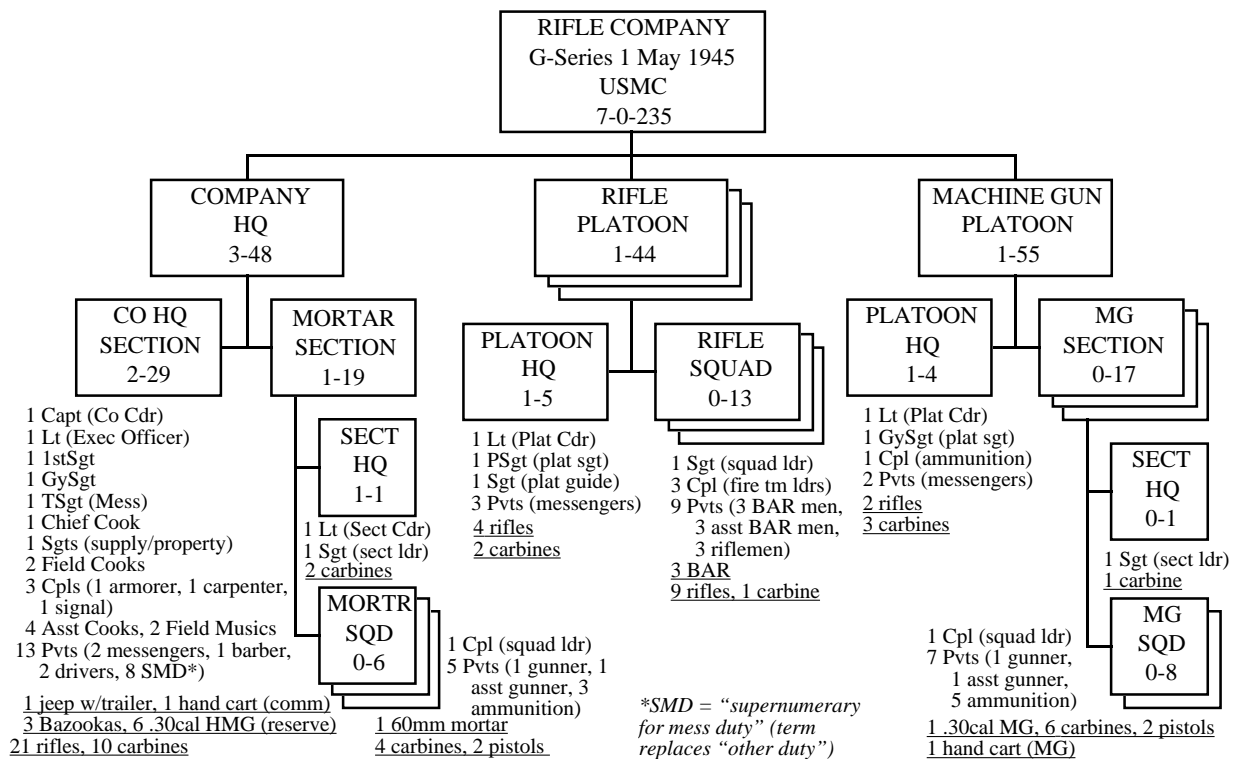 RIFLE COMPANY
G-Series 1 May 1945
USMC
7-0-235
COMPANY
HQ
3-48
RIFLE
PLATOON
1-44
MACHINE GUN
PLATOON
1-55
CO HQ
SECTION
2-29
MORTAR
SECTION
1-19
PLATOON
HQ
1-5
RIFLE
SQUAD
0-13
PLATOON
HQ
1-4
MG
SECTION
0-17
1 Capt (Co Cdr)
1 Lt (Exec Officer)
1 1stSgt
1 GySgt
1 TSgt (Mess)
1 Chief Cook
1 Sgts (supply/property)
2 Field Cooks
3 Cpls (1 armorer, 1 carpenter,
1 signal)
4 Asst Cooks, 2 Field Musics
13 Pvts (2 messengers, 1 barber,
2 drivers, 8 SMD*)
1 jeep w/trailer, 1 hand cart (comm)
3 Bazookas, 6 .30cal HMG (reserve)
21 rifles, 10 carbines
SECT
HQ
1-1
1 Lt (Sect Cdr)
1 Sgt (sect ldr)
2 carbines
MORTR
SQD
0-6
1 Cpl (squad ldr)
5 Pvts (1 gunner, 1
asst gunner, 3
ammunition)
1 60mm mortar
4 carbines, 2 pistols
1 Lt (Plat Cdr)
1 PSgt (plat sgt)
1 Sgt (plat guide)
3 Pvts (messengers)
4 rifles
2 carbines
1 Sgt (squad ldr)
3 Cpl (fire tm ldrs)
9 Pvts (3 BAR men,
3 asst BAR men,
3 riflemen)
3 BAR
9 rifles, 1 carbine
*SMD = “supernumerary
for mess duty” (term
replaces “other duty”)
1 Lt (Plat Cdr)
1 GySgt (plat sgt)
1 Cpl (ammunition)
2 Pvts (messengers)
2 rifles
3 carbines
SECT
HQ
0-1
1 Sgt (sect ldr)
1 carbine
MG
SQD
0-8
1 Cpl (squad ldr)
7 Pvts (1 gunner,
1 asst gunner,
5 ammunition)
1 .30cal MG, 6 carbines, 2 pistols
1 hand cart (MG)